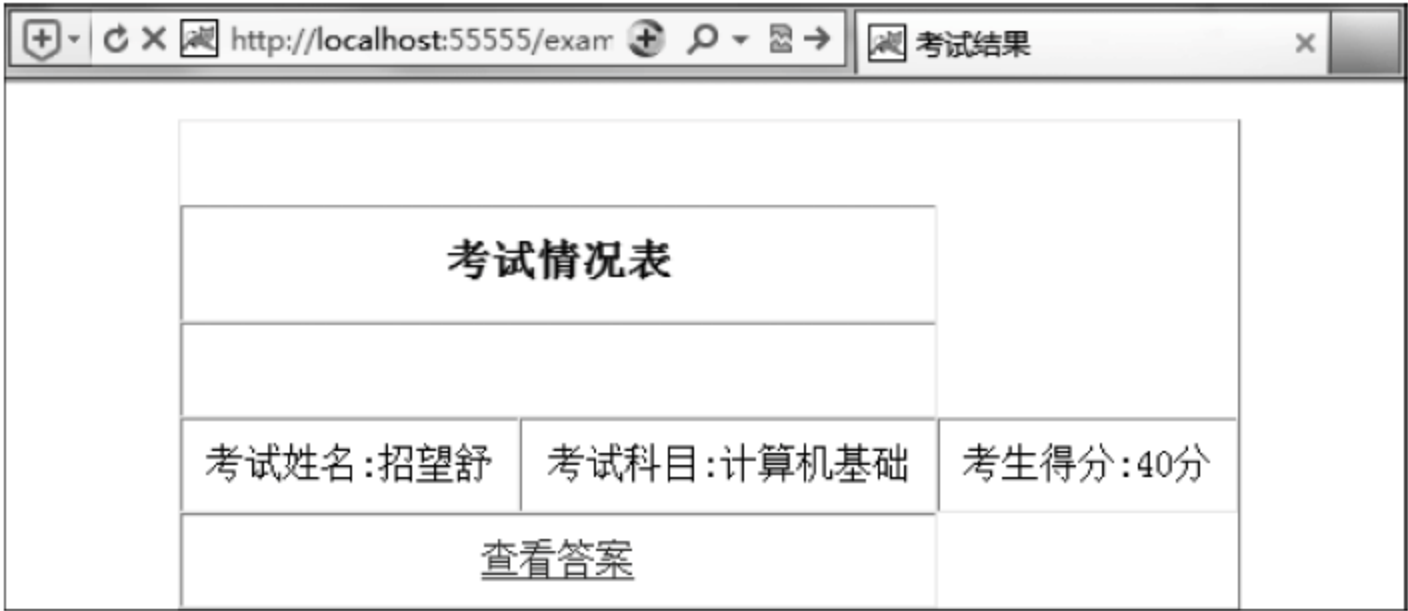 http://localhost:55555/exam
考试结果
考试情况表
考试姓名:招望舒
考试科目:计算机基础
考生得分:40分
查看答案